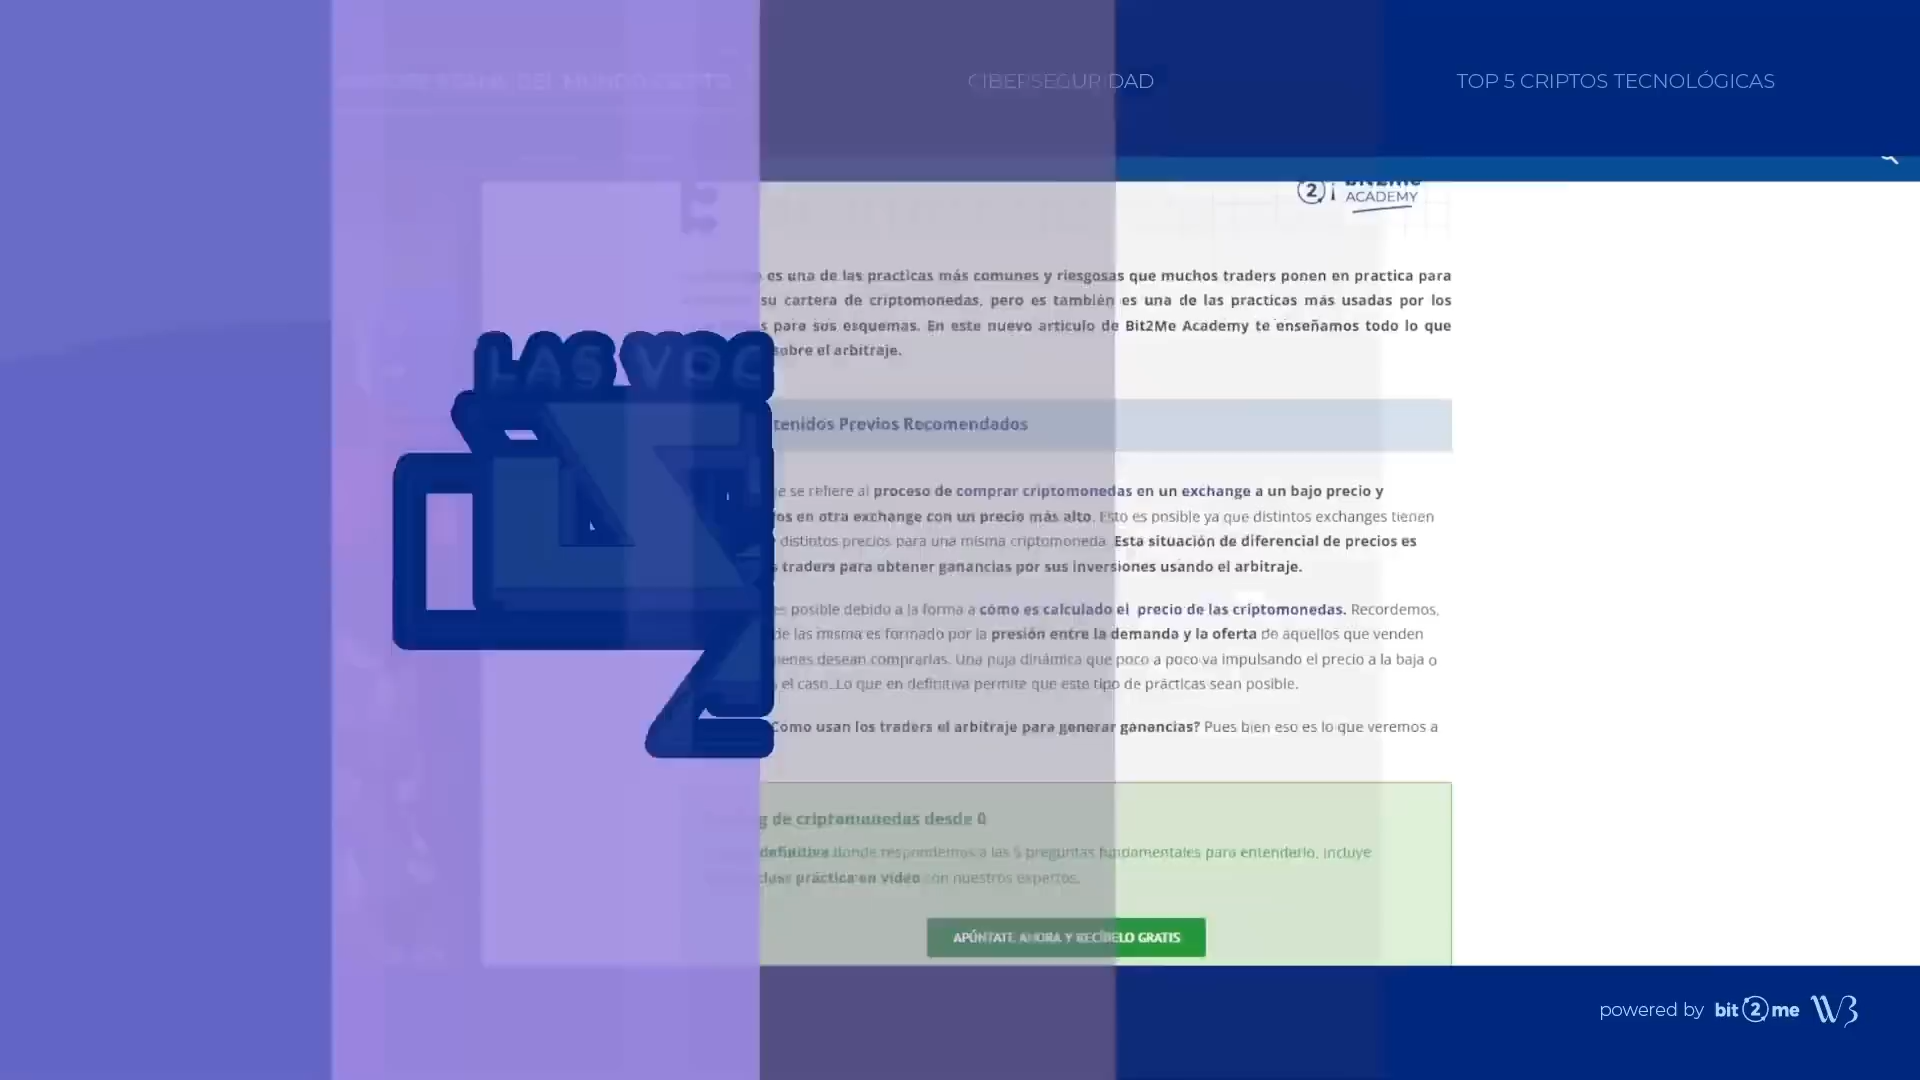 CIBERSEGURIDAD
TOP 5 CRIPTOS TECNOLÓGICAS
2
bit2me
ACADEMY
es una de las practicas más comunes y riesgosas que muchos traders ponen en practica para
su cartera de criptomonedas, pero es también es una de las practicas más usadas por los
para sus esquemas. En este nuevo articulo de Bit2Me Academy te enseñamos todo lo que
sobre el arbitraje.
LAS VOC
tenidos Previos Recomendados
se refiere al proceso de comprar criptomonedas en un exchange a un bajo precio y
os en otra exchange con un precio más alto. Esto es posible ya que distintos exchanges tienen
distintos precios para una misma criptomoneda. Esta situación de diferencial de precios es
traders para obtener ganancias por sus inversiones usando el arbitraje.
es posible debido a la forma a cómo es calculado el precio de las criptomonedas. Recordemos,
de las misma es formado por la presión entre la demanda y la oferta de aquellos que venden
ienes desean comprarlas. Una puja dinámica que poco a poco va impulsando el precio a la baja o
el caso. Lo que en definitiva permite que este tipo de prácticas sean posible.
Como usan los traders el arbitraje para generar ganancias? Pues bien eso es lo que veremos a
g de criptomonedas desde 0
definitiva donde respondemos a las 5 preguntas fundamentales para entenderlo, incluye
clase práctica en video con nuestros expertos.
APÚNTATE AHORA Y RECÍBELO GRATIS
powered by bit2me W3